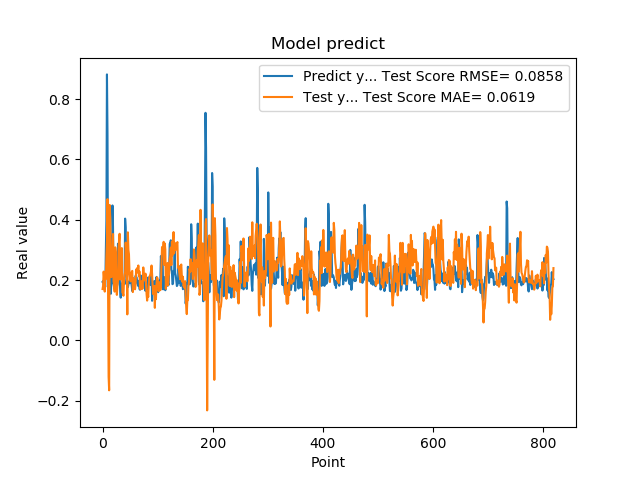 Model predict
Predict y... Test Score RMSE= 0.0858
Test y... Test Score MAE= 0.0619
Real value
0.8
0.6
0.4
0.2
0.0
−0.2
0 200 400 600 800
Point